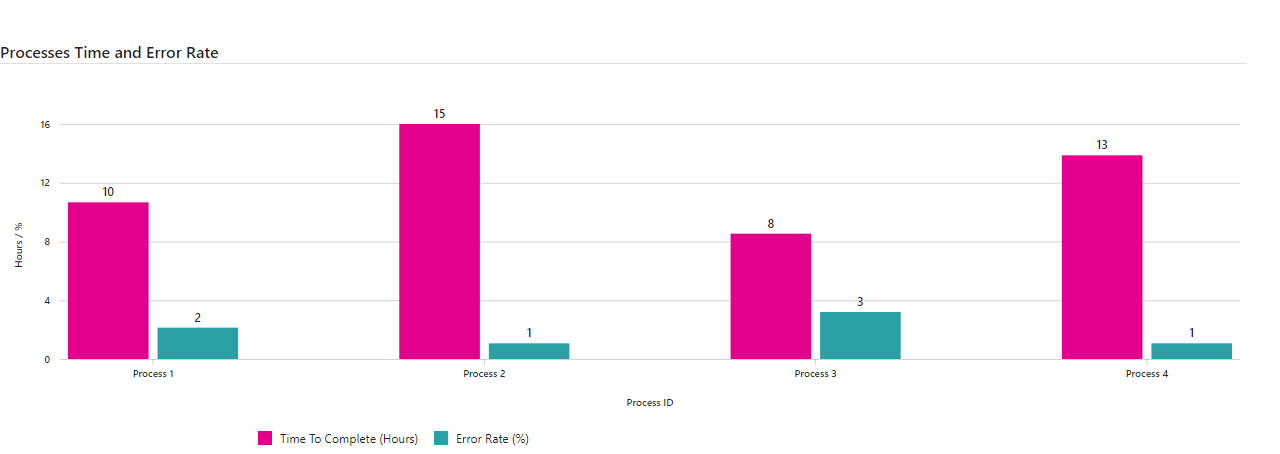 Processes Time and Error Rate
15
16
13
10
12
Hours / %
8
8
4
3
2
1
1
0
Process 1
Process 2
Process 3
Process 4
Process ID
Time To Complete (Hours)
Error Rate (%)